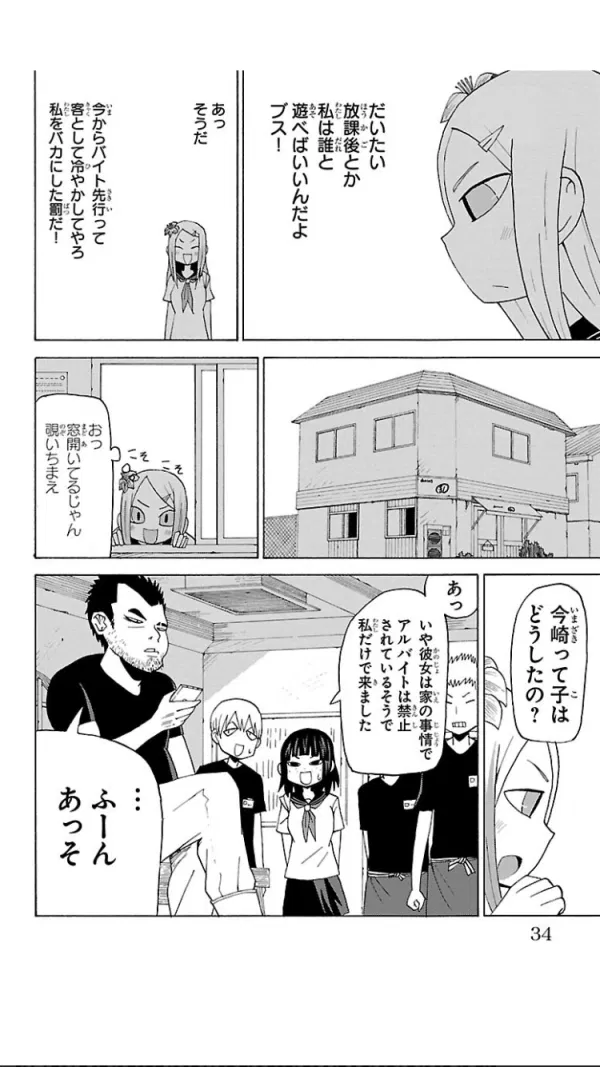 だいたい
放課後とか
私は誰と
遊べばいいんだよ
ブス！
あっ
そうだ
今からバイト先行って
客として冷やかしてやろ
私をバカにした罰だ！
こそ
こそ
おっ
窓開いてるじゃん
覗いちまえ
今崎って子は
どうしたの？
あっ
いや彼女は家の事情で
アルバイトは禁止
されているそうで
私だけで来ました
…
ふーん
あっそ
34